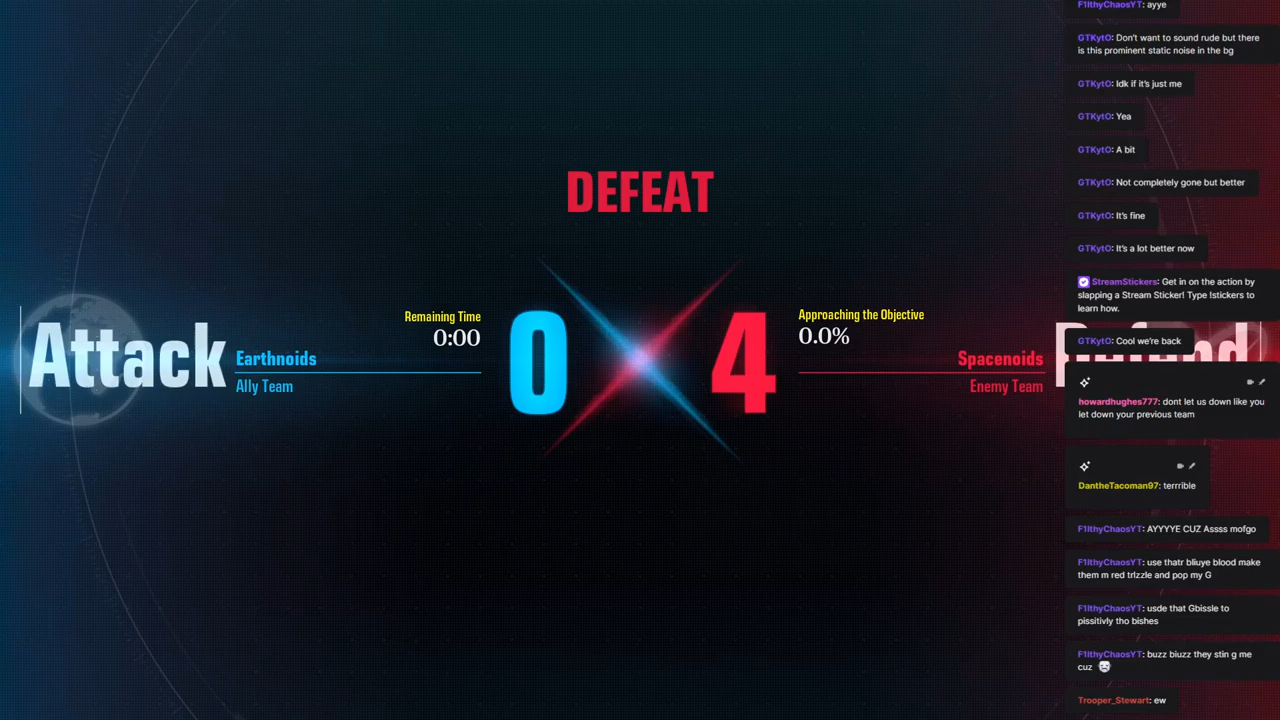 DEFEAT
Attack
Earthnoids
Ally Team
Remaining Time
0:00
0
4
Approaching the Objective
0.0%
Spacenoids
Enemy Team
F1lthyChaosYT: ayye
GTKytO: Don't want to sound rude but there
is this prominent static noise in the bg
GTKytO: Idk if it's just me
GTKytO: Yea
GTKytO: A bit
GTKytO: Not completely gone but better
GTKytO: It's fine
GTKytO: It's a lot better now
StreamStickers: Get in on the action by
slapping a Stream Sticker! Type !stickers to
learn how.
GTKytO: Cool we're back
howardhughes777: dont let us down like you
let down your previous team
DantheTacoman97: terrrible
F1lthyChaosYT: AYYYYE CUZ Assss mofgo
F1lthyChaosYT: use thatr bliuye blood make
them m red trIzzle and pop my G
F1lthyChaosYT: usde that Gbissle to
pissitivly tho bishes
F1lthyChaosYT: buzz biuzz they stin g me
cuz
Trooper_Stewart: ew